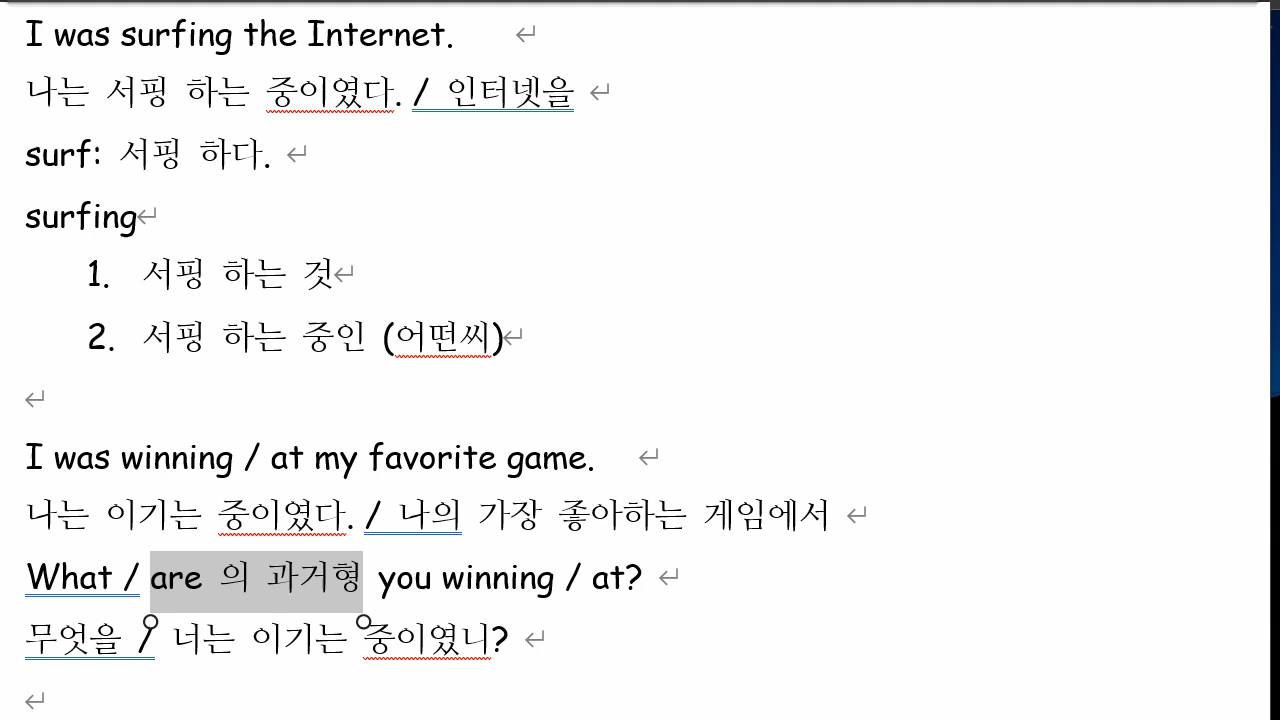 I was surfing the Internet.
나는 서핑 하는 중이였다. / 인터넷을
surf: 서핑 하다.
surfing
1. 서핑 하는 것
2. 서핑 하는 중인 (어떤씨)
I was winning / at my favorite game.
나는 이기는 중이였다. / 나의 가장 좋아하는 게임에서
What / are 의 과거형 you winning / at?
무엇을 / 너는 이기는 중이였니?